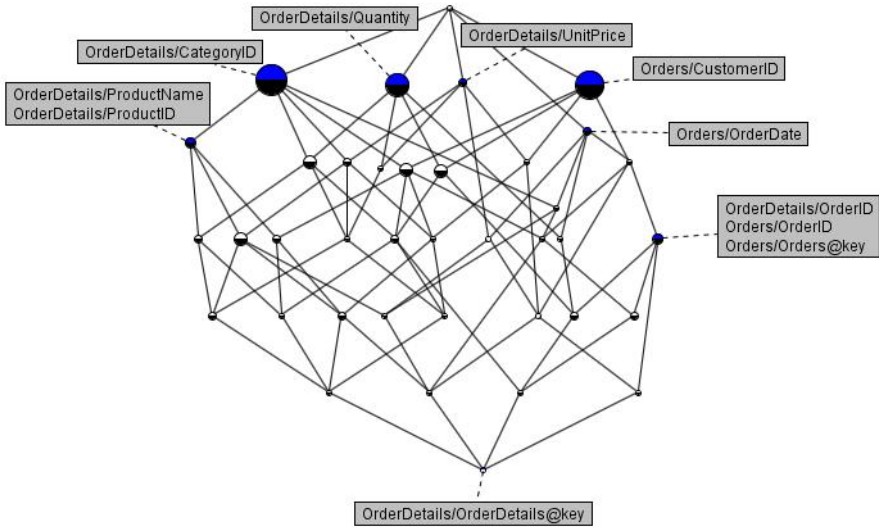 OrderDetails/Quantity
OrderDetails/UnitPrice
OrderDetails/CategoryID
Orders/CustomerID
OrderDetails/ProductName
OrderDetails/ProductID
Orders/OrderDate
OrderDetails/OrderID
Orders/OrderID
Orders/Orders@key
OrderDetails/OrderDetails@key